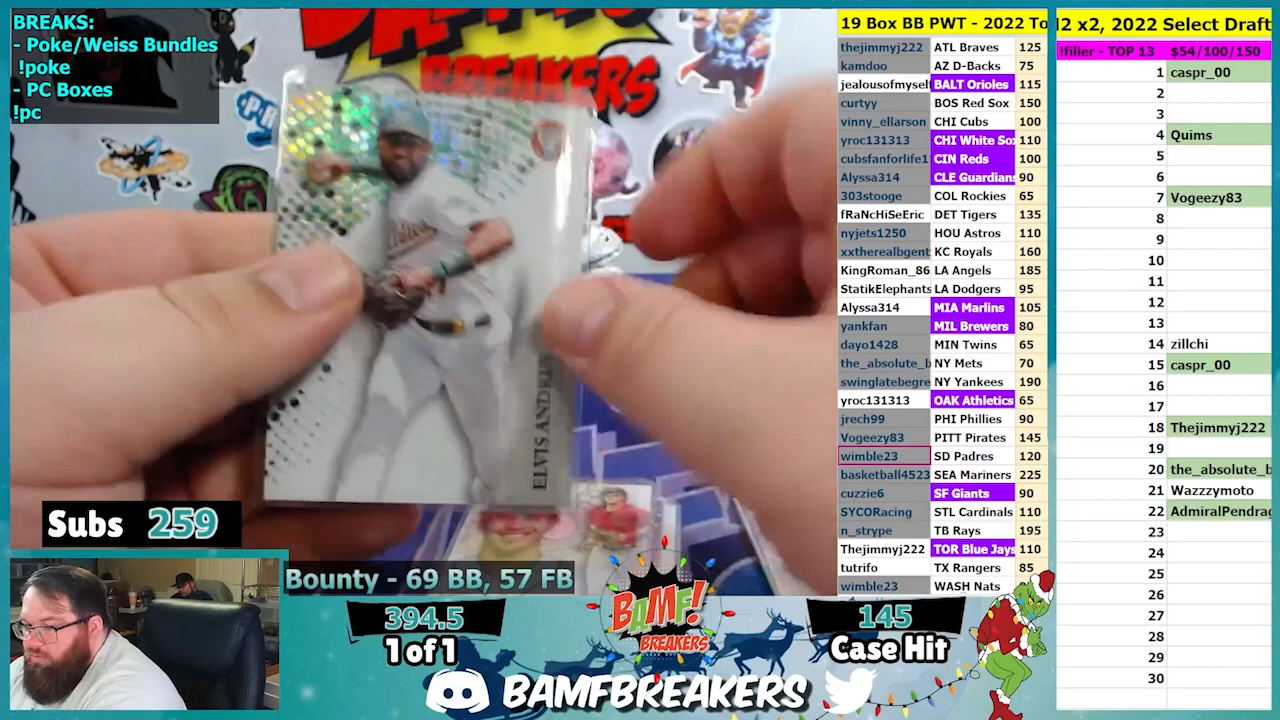 BREAKS:
- Poke/Weiss Bundles
!poke
- PC Boxes
!pc
BREAKERS
ELVIS ANDR
Subs 259
Bounty - 69 BB, 57 FB
394.5
1 of 1
BAMF!
BREAKERS
145
Case Hit
BAMFBREAKERS
19 Box BB PWT - 2022 To
thejimmyj222 ATL Braves 125
kamdoo AZ D-Backs 75
jealousofmysel BALT Orioles 115
curtyy BOS Red Sox 150
vinny_ellarson CHI Cubs 100
yroc131313 CHI White Sox 110
cubsfanforlife1 CIN Reds 100
Alyssa314 CLE Guardians 90
303stooge COL Rockies 65
fRaNcHiSeEric DET Tigers 135
nyjets1250 HOU Astros 110
xxtherealbgent KC Royals 160
KingRoman_86 LA Angels 185
StatikElephants LA Dodgers 95
Alyssa314 MIA Marlins 105
yankfan MIL Brewers 80
dayo1428 MIN Twins 65
the_absolute_b NY Mets 70
swinglatebegre NY Yankees 190
yroc131313 OAK Athletics 65
jrech99 PHI Phillies 90
Vogeezy83 PITT Pirates 145
wimble23 SD Padres 120
basketball4523 SEA Mariners 225
cuzzie6 SF Giants 90
SYCORacing STL Cardinals 110
n_strype TB Rays 195
Thejimmyj222 TOR Blue Jays 110
tutrifo TX Rangers 85
wimble23 WASH Nats
2 x2, 2022 Select Draft
!filler - TOP 13 $54/100/150
1 caspr_00
2
3
4 Quims
5
6
7 Vogeezy83
8
9
10
11
12
13
14 zillchi
15 caspr_00
16
17
18 Thejimmyj222
19
20 the_absolute_b
21 Wazzzymoto
22 AdmiralPendrag
23
24
25
26
27
28
29
30